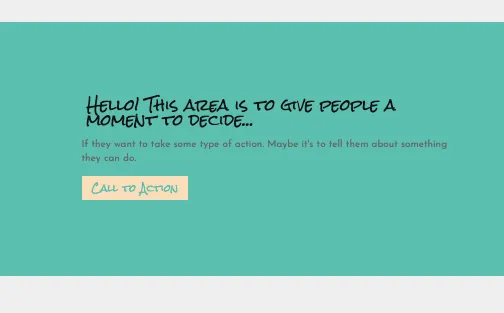 Hello! This area is to give people a
moment to decide...
If they want to take some type of action. Maybe it's to tell them about something
they can do.
Call to Action